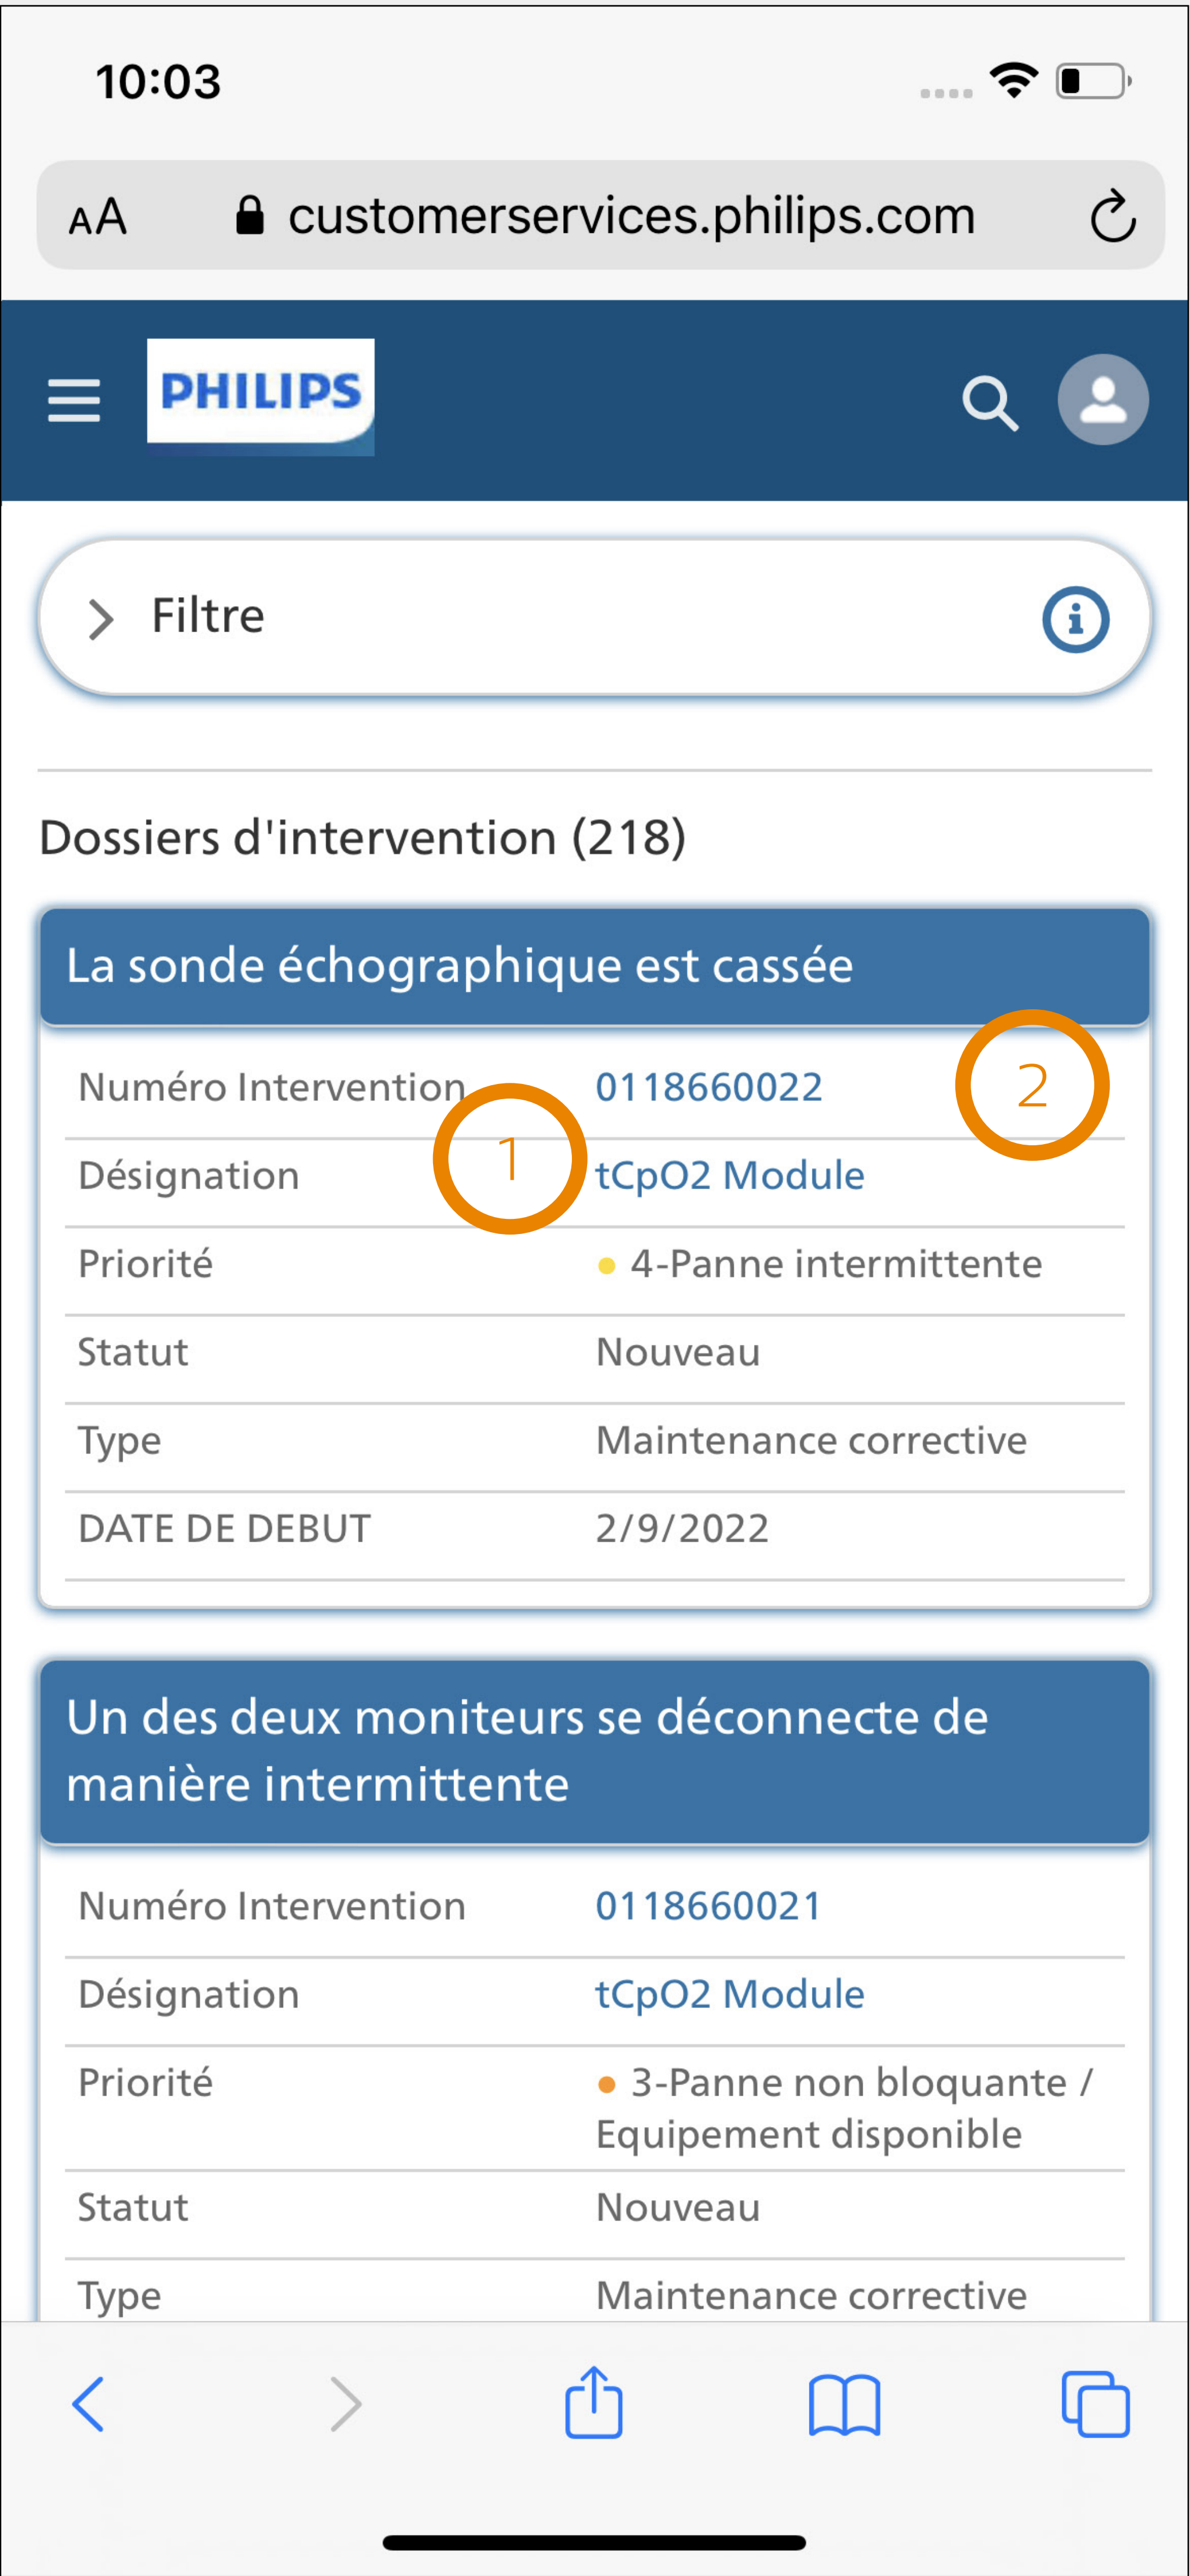 10:03
AA customerservices.philips.com
PHILIPS
Filtre
Dossiers d'intervention (218)
La sonde échographique est cassée
Numéro Intervention 0118660022
2
1
Désignation tCpO2 Module
Priorité 4-Panne intermittente
Statut Nouveau
Type Maintenance corrective
DATE DE DEBUT 2/9/2022
Un des deux moniteurs se déconnecte de
manière intermittente
Numéro Intervention 0118660021
Désignation tCpO2 Module
Priorité 3-Panne non bloquante /
Equipement disponible
Statut Nouveau
Type Maintenance corrective